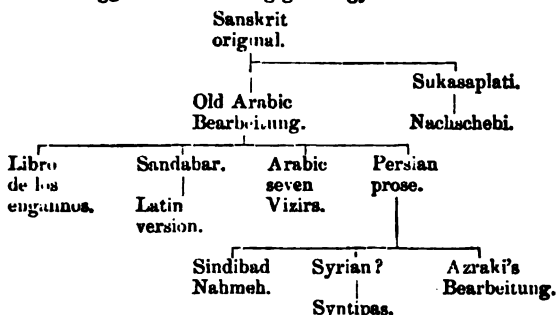 Sanskrit
original.
Sukasaplati.
Old Arabic
Bearbeitung.
Nachschebi.
Libro
de los
engannos.
Sandabar.
Latin
version.
Arabic
seven
Vizirs.
Persian
prose.
Sindibad
Nahmeh.
Syrian?
Syntipas.
Azraki's
Bearbeitung.